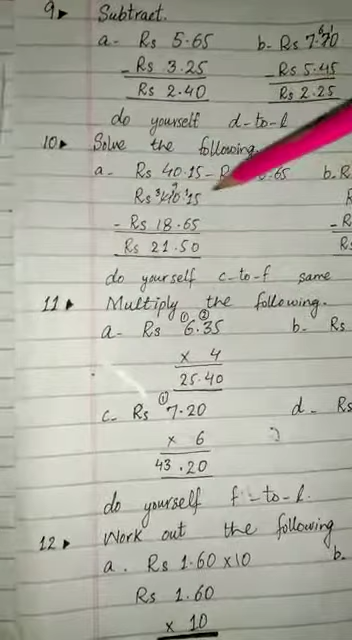 9▸ Subtract.
a- Rs 5.65 b- Rs 7.70
- Rs 3.25 - Rs 5.45
Rs 2.40 Rs 2.25
do yourself d-to-l
10▸ Solve the following.
a- Rs 40.15 - .65 b. R
Rs 40.15 R
- Rs 18.65 - R
Rs 21.50 Rs
do yourself c-to-f same
11▸ Multiply the following.
a- Rs 6.35 b. Rs
x 4
25.40
c- Rs 7.20 d- Rs
x 6
43.20
do yourself f-to-l.
12▸ Work out the following
a. Rs 1.60 x 10 b.
Rs 1.60
x 10